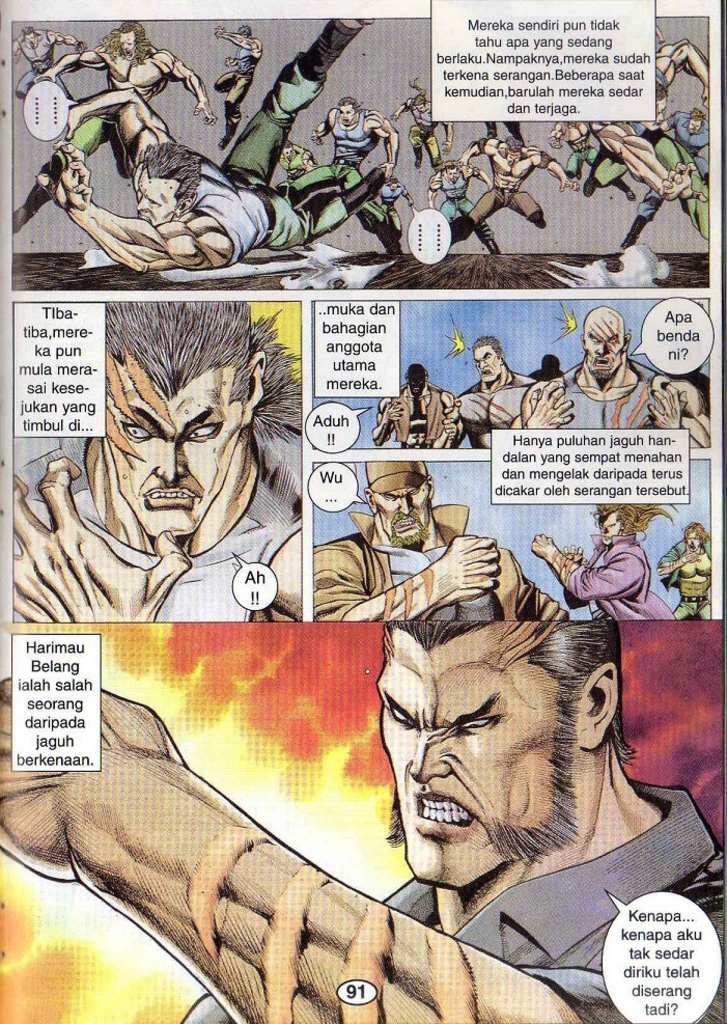 Mereka sendiri pun tidak
tahu apa yang sedang
berlaku.Nampaknya,mereka sudah
terkena serangan.Beberapa saat
kemudian,barulah mereka sedar
dan terjaga.
TIba-
tiba,mere-
ka pun
mula mera-
sai kese-
jukan yang
timbul di...
Ah
!!
..muka dan
bahagian
anggota
utama
mereka.
Apa
benda
ni?
Aduh
!!
Hanya puluhan jaguh han-
dalan yang sempat menahan
dan mengelak daripada terus
dicakar oleh serangan tersebut.
Wu
...
Harimau
Belang
ialah salah
seorang
daripada
jaguh
berkenaan.
Kenapa...
kenapa aku
tak sedar
diriku telah
diserang
tadi?
91